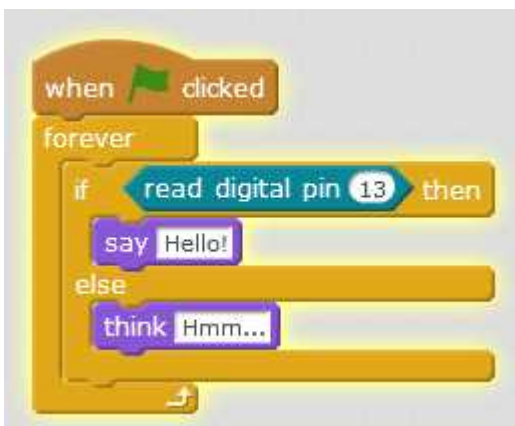 when clicked
forever
if read digital pin 13 then
say Hello!
else
think Hmm...